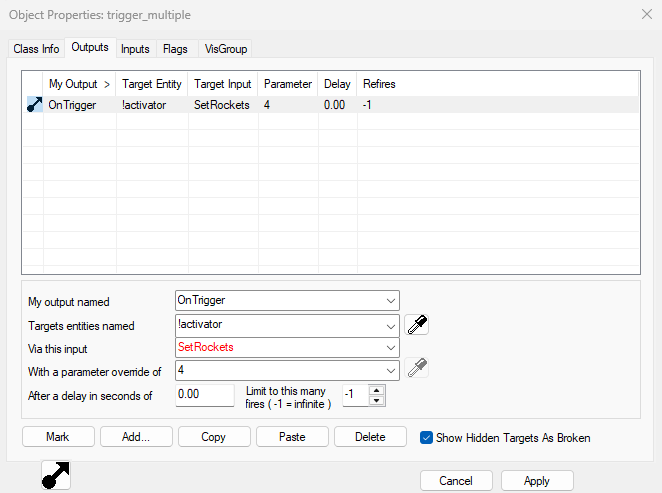 Object Properties: trigger_multiple
Class Info Outputs Inputs Flags VisGroup
My Output > Target Entity Target Input Parameter Delay Refires
OnTrigger !activator SetRockets 4 0.00 -1
My output named OnTrigger
Targets entities named !activator
Via this input SetRockets
With a parameter override of 4
After a delay in seconds of 0.00 Limit to this many
fires ( -1 = infinite ) -1
Mark Add... Copy Paste Delete Show Hidden Targets As Broken
Cancel Apply